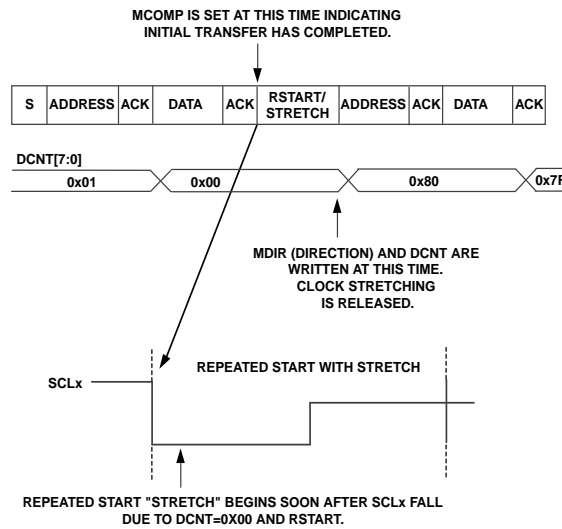 MCOMP IS SET AT THIS TIME INDICATING
INITIAL TRANSFER HAS COMPLETED.
S ADDRESS ACK DATA ACK RSTART/ STRETCH ADDRESS ACK DATA ACK
DCNT[7:0]
0x01 0x00 0x80 0x7F
MDIR (DIRECTION) AND DCNT ARE
WRITTEN AT THIS TIME.
CLOCK STRETCHING
IS RELEASED.
REPEATED START WITH STRETCH
SCLx
REPEATED START "STRETCH" BEGINS SOON AFTER SCLx FALL
DUE TO DCNT=0X00 AND RSTART.